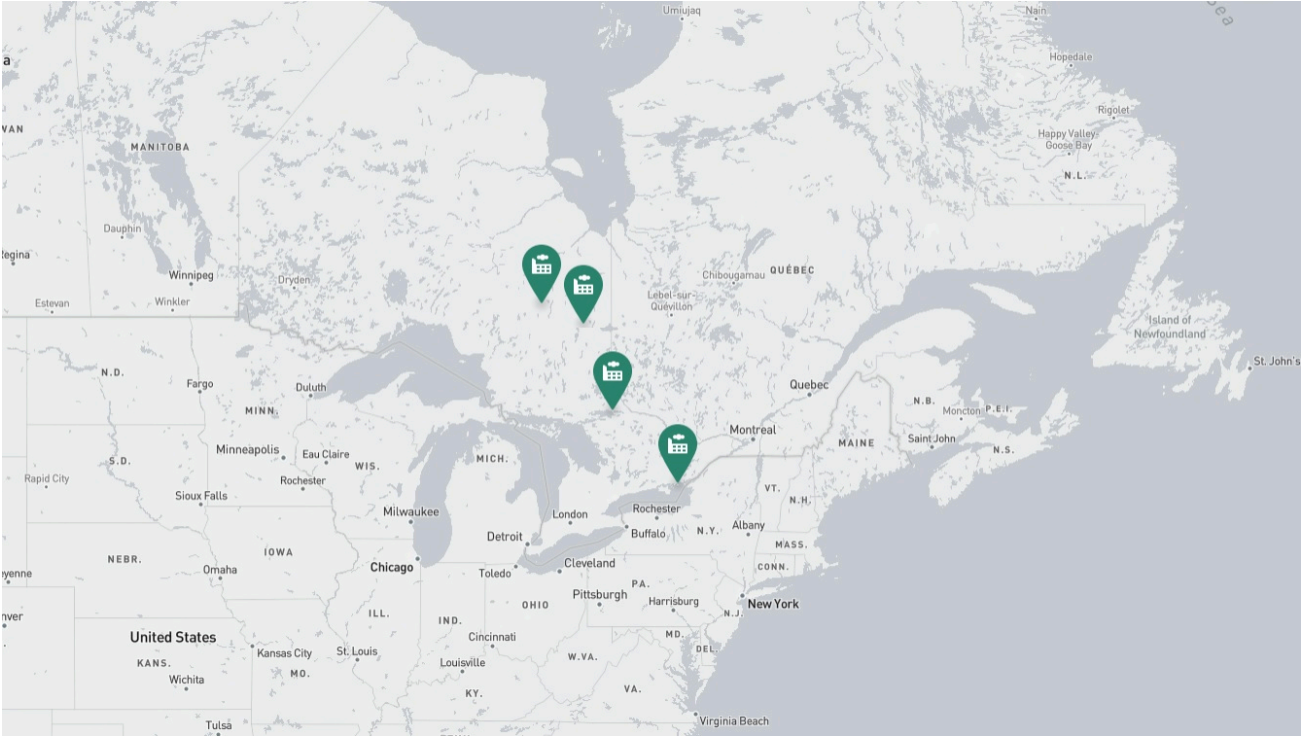 Umiujaq
Nain
Sea
a
Hopedale
Rigolet
WAN
MANITOBA
Happy Valley-
Goose Bay
N.L.
Dauphin
Regina
Winnipeg
Dryden
Chibougamau
QUÉBEC
Estevan
Winkler
Lebel-sur-
Quévillon
Island of
Newfoundland
St. John's
N.D.
Fargo
Duluth
Quebec
MINN.
N.B.
Moncton
P.E.I.
Montreal
Saint John
MAINE
N.S.
Minneapolis
Eau Claire
WIS.
MICH.
S.D.
Rapid City
Rochester
Sioux Falls
VT.
N.H.
Milwaukee
London
Rochester
Buffalo
N.Y.
Albany
Detroit
MASS.
IOWA
NEBR.
Chicago
Toledo
Cleveland
CONN.
eyenne
Omaha
PA.
Pittsburgh
Harrisburg
New York
OHIO
N.J.
nver
ILL.
IND.
United States
Cincinnati
MD.
DEL.
KANS.
Kansas City
St. Louis
Louisville
W.VA.
MO.
Wichita
KY.
VA.
Tulsa
Virginia Beach